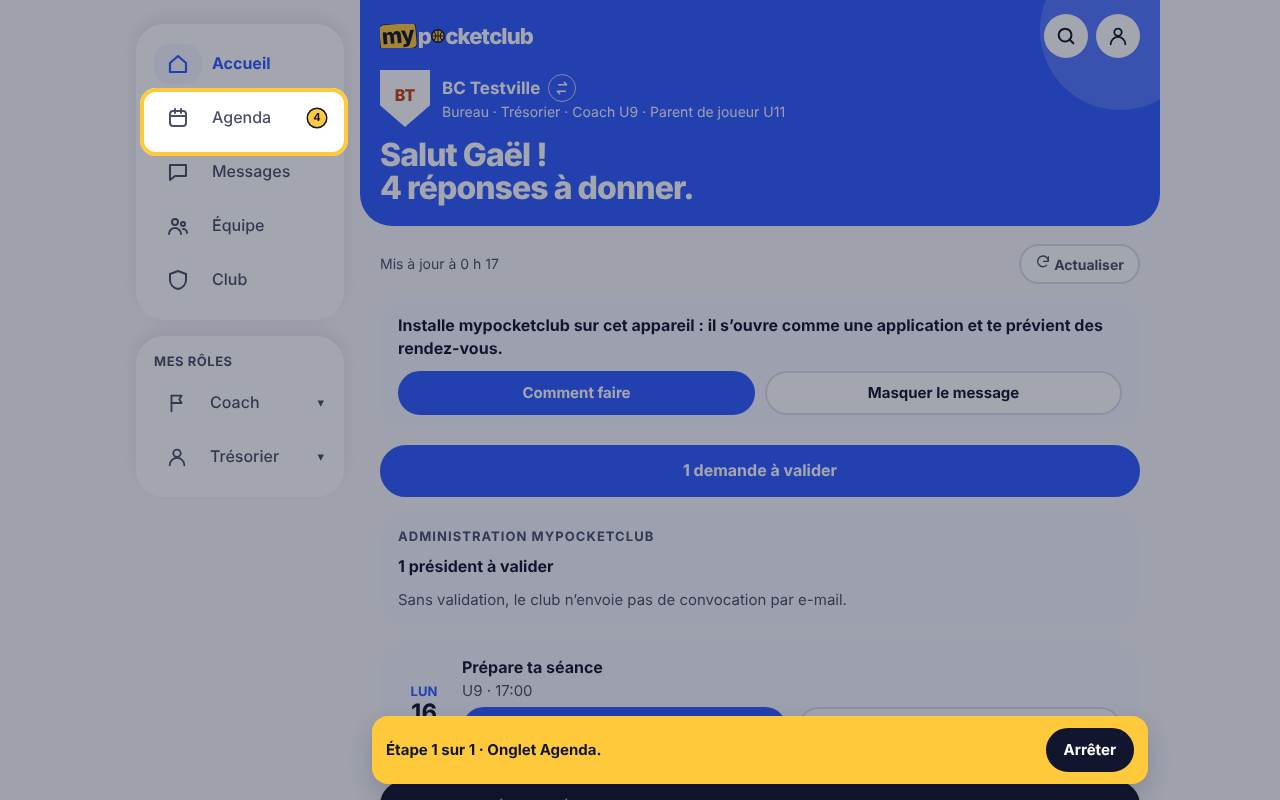 Accueil
Agenda
4
Messages
Équipe
Club
MES RÔLES
Coach
Trésorier
mypocketclub
BT
BC Testville
Bureau · Trésorier · Coach U9 · Parent de joueur U11
Salut Gaël !
4 réponses à donner.
Mis à jour à 0 h 17
Actualiser
Installe mypocketclub sur cet appareil : il s’ouvre comme une application et te prévient des
rendez-vous.
Comment faire
Masquer le message
1 demande à valider
ADMINISTRATION MYPOCKETCLUB
1 président à valider
Sans validation, le club n’envoie pas de convocation par e-mail.
Prépare ta séance
LUN
16
U9 · 17:00
Étape 1 sur 1 · Onglet Agenda.
Arrêter